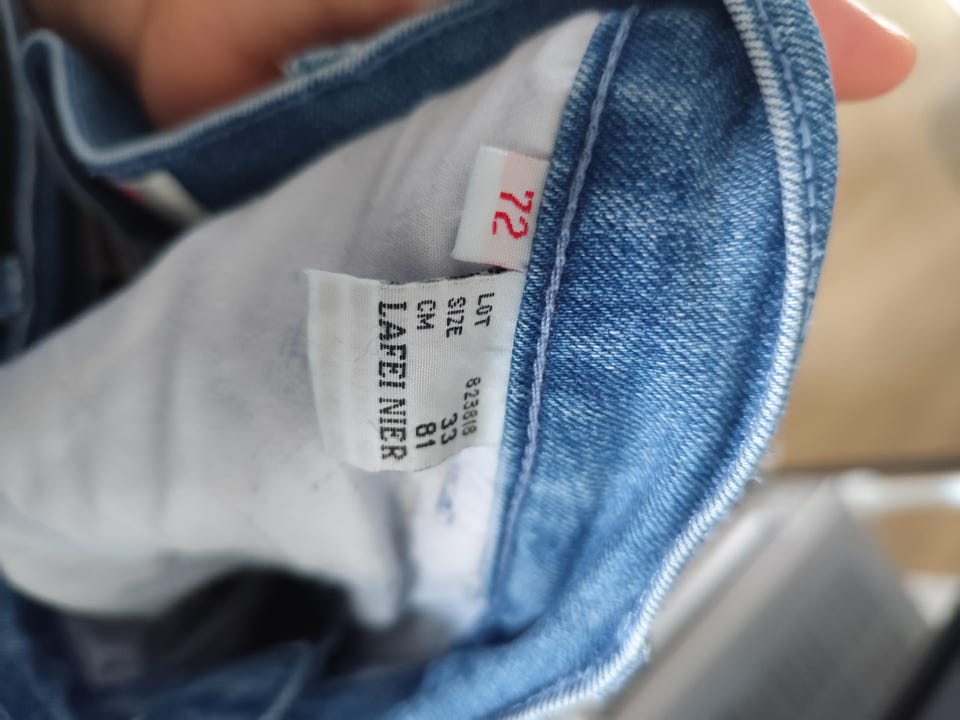 72
LOT 823818
SIZE 33
CM 81
LAFEI NIER